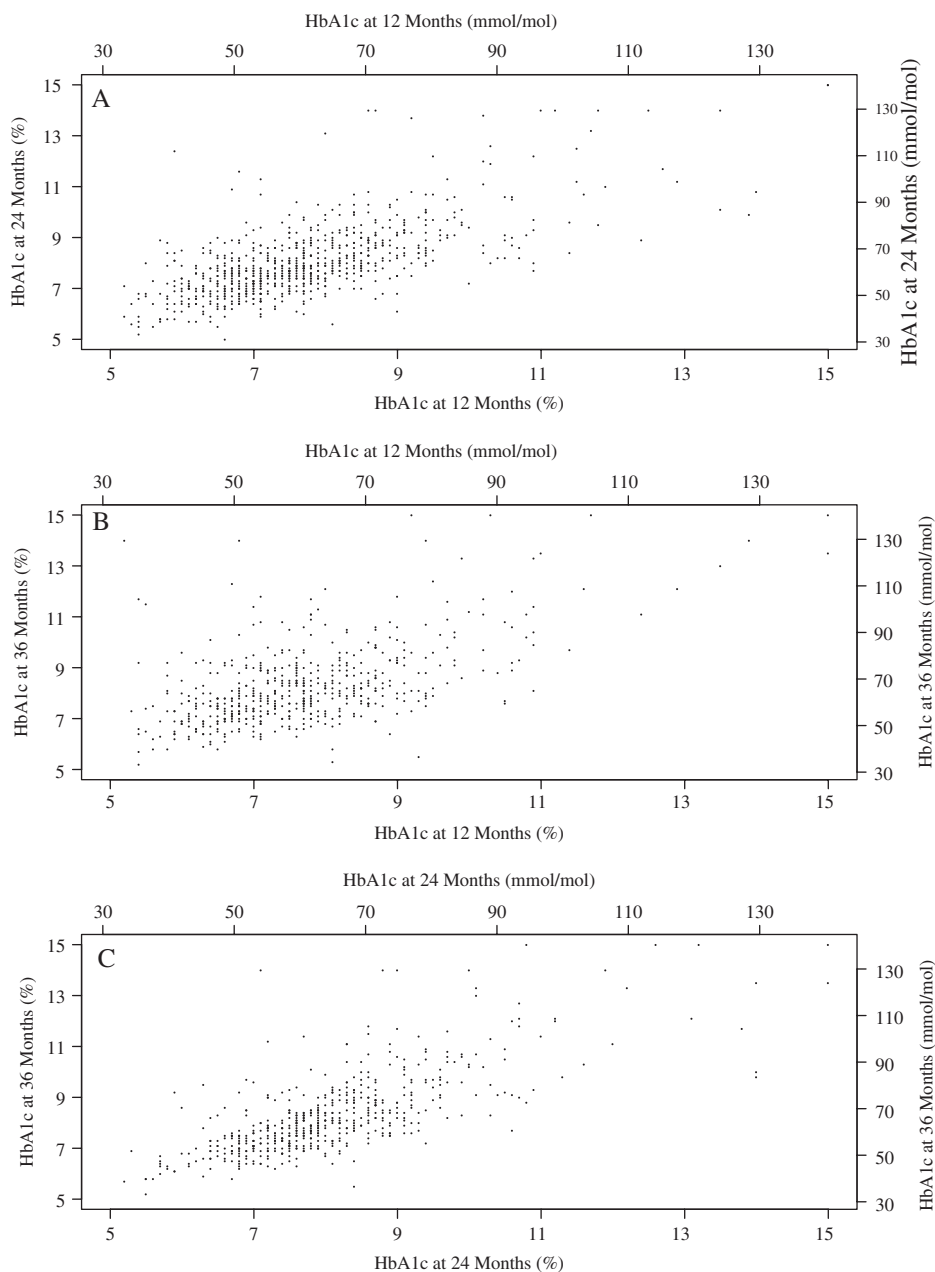 HbA1c at 12 Months (mmol/mol)
30 50 70 90 110 130
A
HbA1c at 24 Months (%)
15
13
11
9
7
5
HbA1c at 24 Months (mmol/mol)
130
110
90
70
50
30
5 7 9 11 13 15
HbA1c at 12 Months (%)
HbA1c at 12 Months (mmol/mol)
30 50 70 90 110 130
B
HbA1c at 36 Months (%)
15
13
11
9
7
5
HbA1c at 36 Months (mmol/mol)
130
110
90
70
50
30
5 7 9 11 13 15
HbA1c at 12 Months (%)
HbA1c at 24 Months (mmol/mol)
30 50 70 90 110 130
C
HbA1c at 36 Months (%)
15
13
11
9
7
5
HbA1c at 36 Months (mmol/mol)
130
110
90
70
50
30
5 7 9 11 13 15
HbA1c at 24 Months (%)